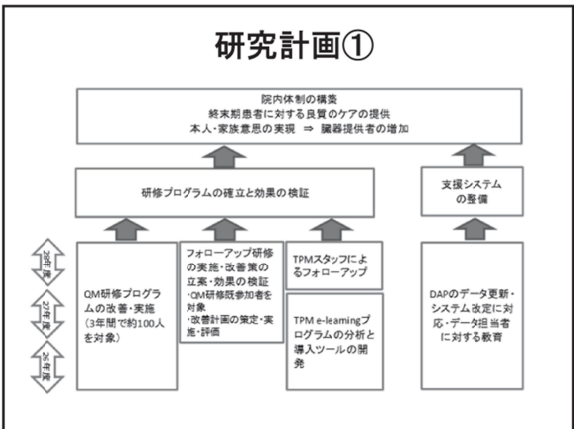 研究計画①
院内体制の構築
終末期患者に対する良質のケアの提供
本人・家族意思の実現 ⇒ 臓器提供者の増加
研修プログラムの確立と効果の検証
支援システム
の整備
28年度
27年度
26年度
QM研修プログラ
ムの改善・実施
(3年間で約100人
を対象)
フォローアップ研修
の実施・改善策の
立案・効果の検証
・QM研修既参加者を
対象
・改善計画の策定・実
施・評価
TPMスタッフによ
るフォローアップ
TPM e-learningプ
ログラムの分析と
導入ツールの開
発
DAPのデータ更新・
システム改定に対
応・データ担当者
に対する教育